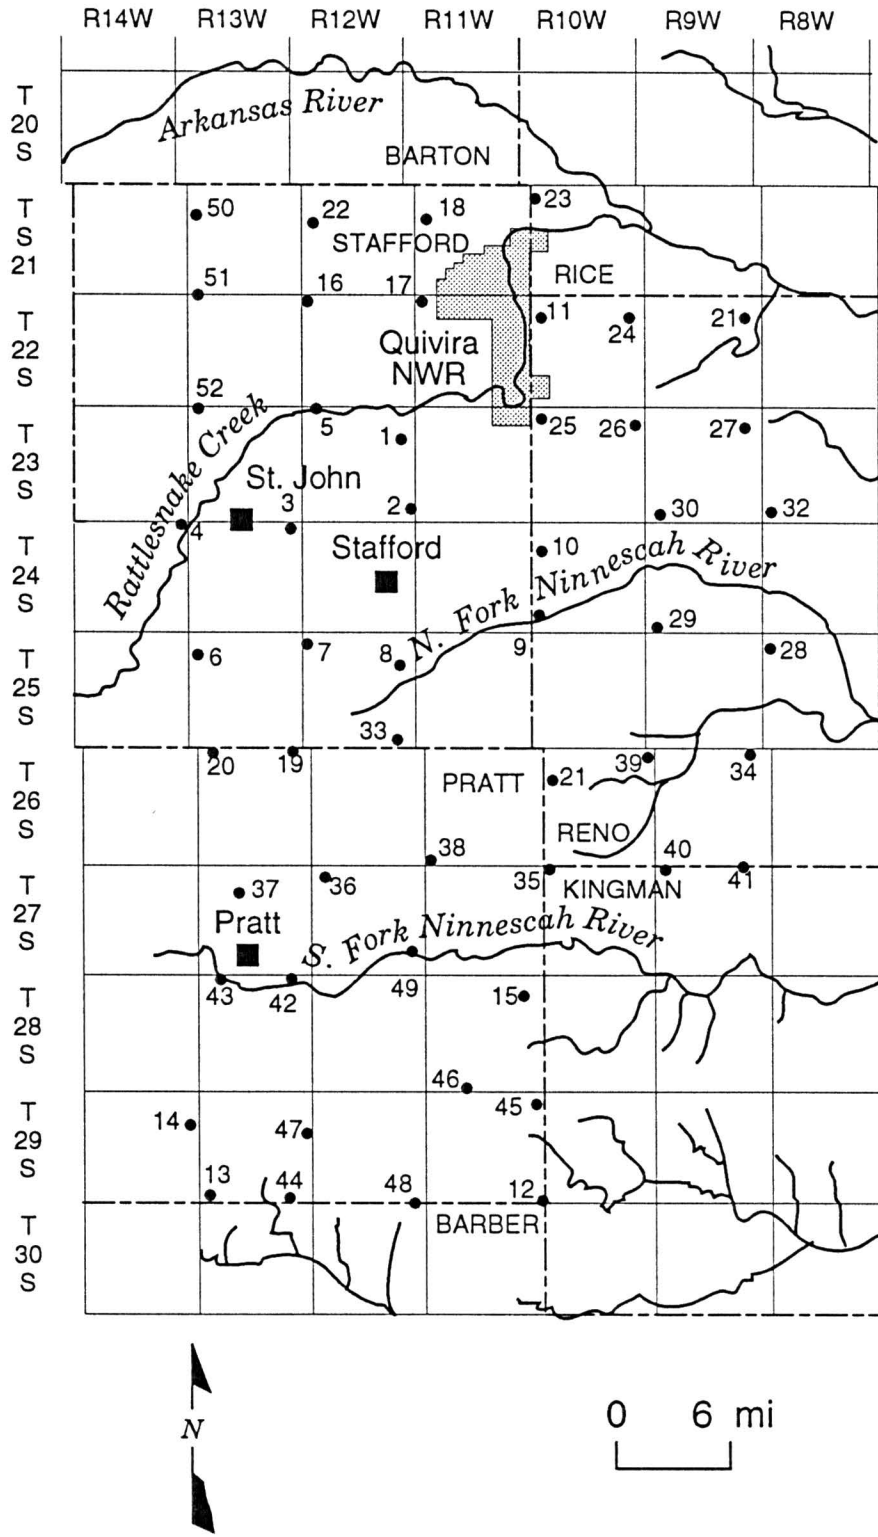 R14W R13W R12W R11W R10W R9W R8W
T
20
S
Arkansas River
BARTON
T
S
21
50 22 18 23
STAFFORD
RICE
51 16 17 11 24 21
T
22
S
Quivira
NWR
52 5 1 25 26 27
Rattlesnake Creek
T
23
S
St. John
3 2 30 32
4
Stafford
10
T
24
S
N. Fork Ninnescah River
9 29
6 7 8 28
T
25
S
33
20 19 39 34
PRATT 21
T
26
S
RENO
38 40
35 41
KINGMAN
37 36
T
27
S
Pratt
S. Fork Ninnescah River
43 42 49 15
T
28
S
46 45
14 47
T
29
S
13 44 48 12
BARBER
T
30
S
N
0 6 mi